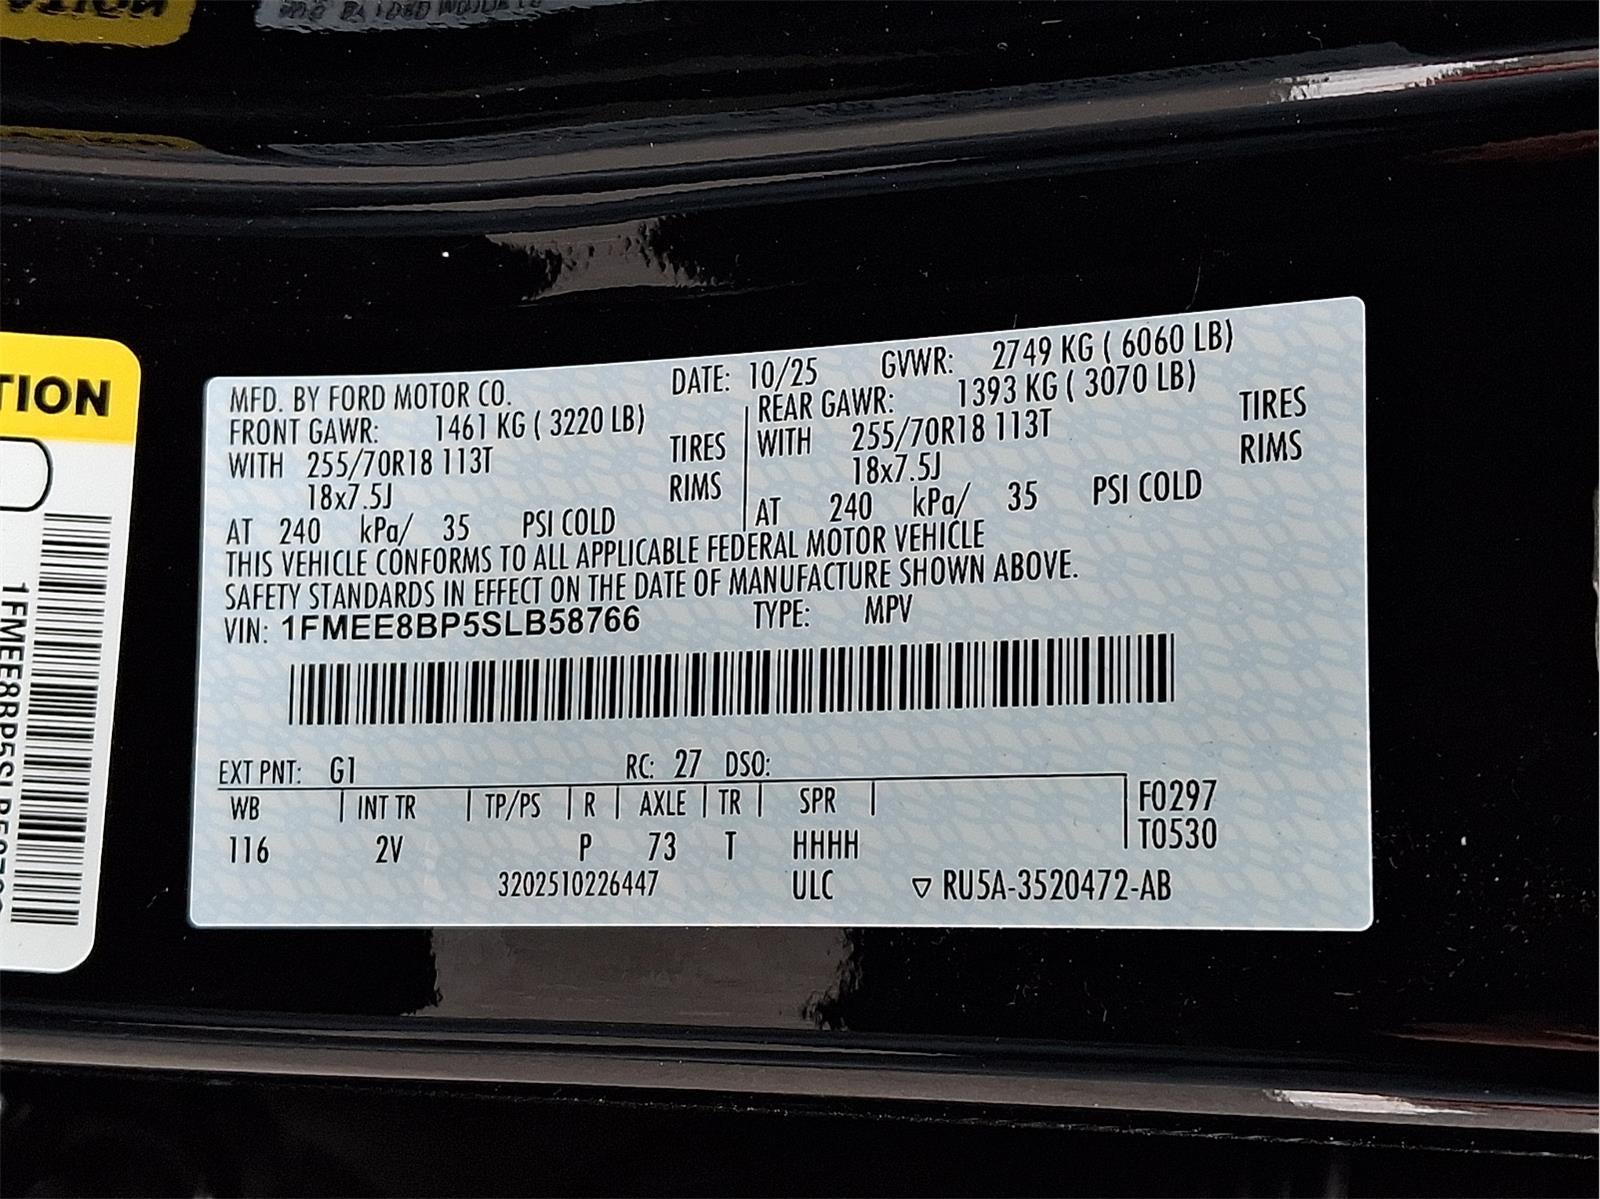 TION
MFD. BY FORD MOTOR CO. DATE: 10/25 GVWR: 2749 KG ( 6060 LB)
FRONT GAWR: 1461 KG ( 3220 LB) REAR GAWR: 1393 KG ( 3070 LB)
WITH 255/70R18 113T TIRES WITH 255/70R18 113T TIRES
18x7.5J RIMS 18x7.5J RIMS
AT 240 kPa/ 35 PSI COLD AT 240 kPa/ 35 PSI COLD
THIS VEHICLE CONFORMS TO ALL APPLICABLE FEDERAL MOTOR VEHICLE
SAFETY STANDARDS IN EFFECT ON THE DATE OF MANUFACTURE SHOWN ABOVE.
VIN: 1FMEE8BP5SLB58766 TYPE: MPV
EXT PNT: G1 RC: 27 DSO:
WB | INT TR | TP/PS | R | AXLE | TR | SPR | F0297
116 2V P 73 T HHHH T0530
3202510226447 ULC ▽ RU5A-3520472-AB